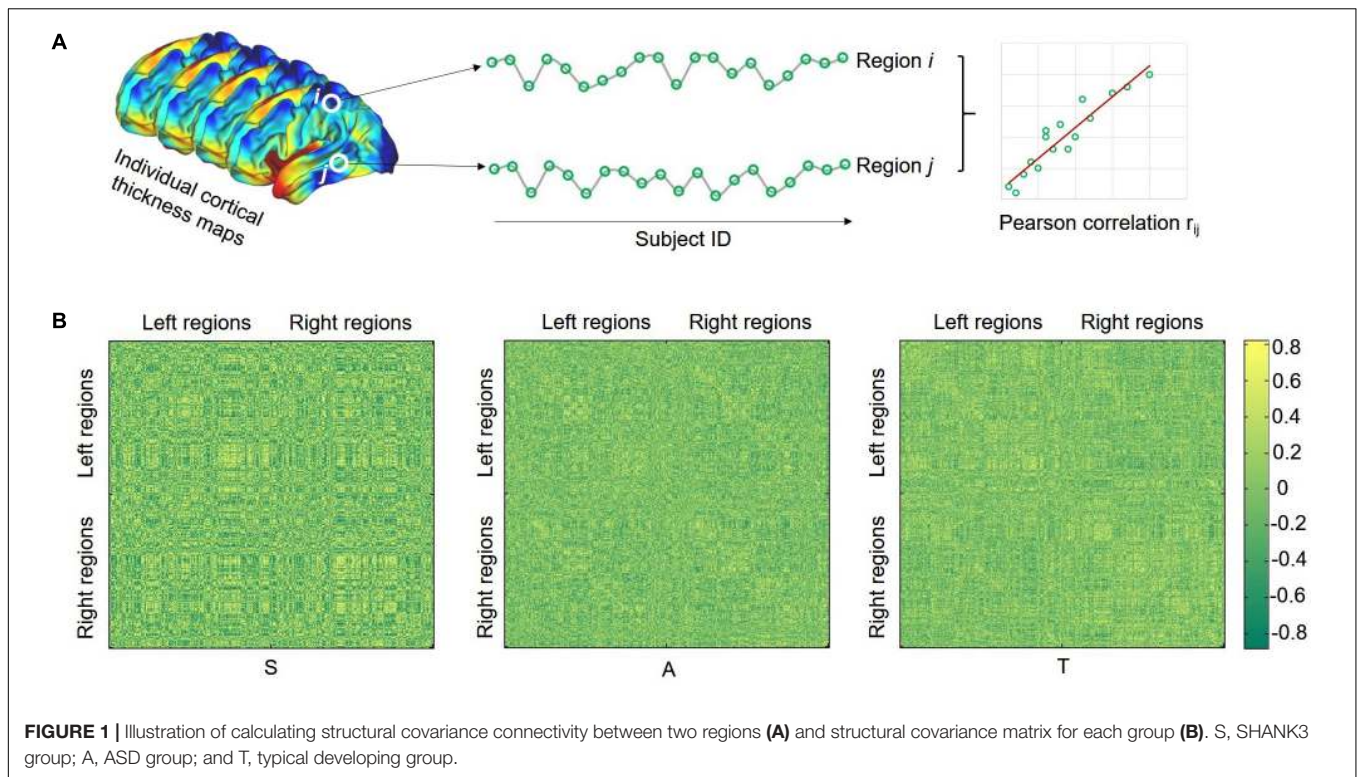 A
i
j
Individual cortical
thickness maps
Region i
Region j
Subject ID
Pearson correlation rij
B
Left regions Right regions
Left regions
Right regions
S
Left regions Right regions
Left regions
Right regions
A
Left regions Right regions
Left regions
Right regions
T
0.8
0.6
0.4
0.2
0
-0.2
-0.4
-0.6
-0.8
FIGURE 1 | Illustration of calculating structural covariance connectivity between two regions (A) and structural covariance matrix for each group (B). S, SHANK3
group; A, ASD group; and T, typical developing group.